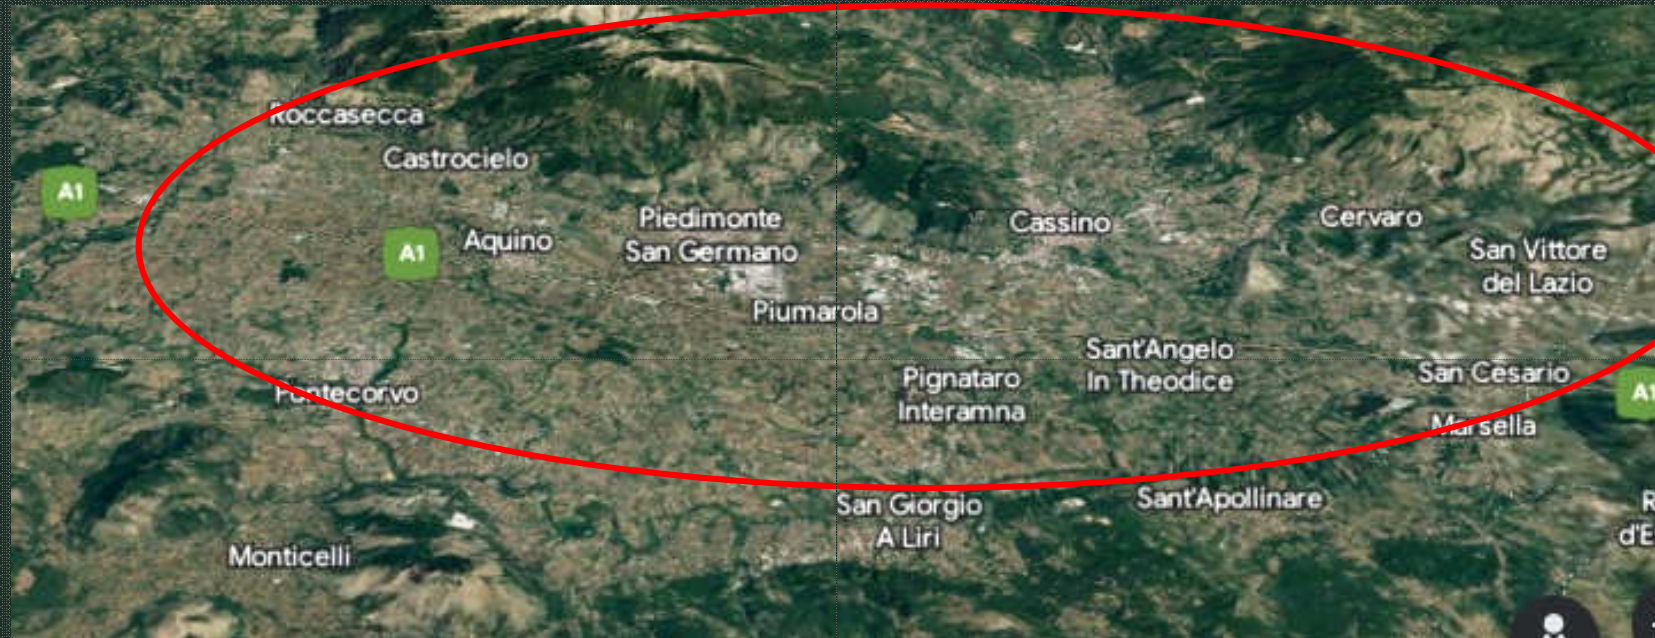 Roccasecca
Castrocielo
A1
Piedimonte
San Germano
Cassino
Cervaro
A1
Aquino
San Vittore
del Lazio
Piumarola
Sant'Angelo
In Theodice
Pignataro
Interamna
San Cesario
A1
Pontecorvo
Marsella
San Giorgio
A Liri
Sant'Apollinare
R
d'E
Monticelli